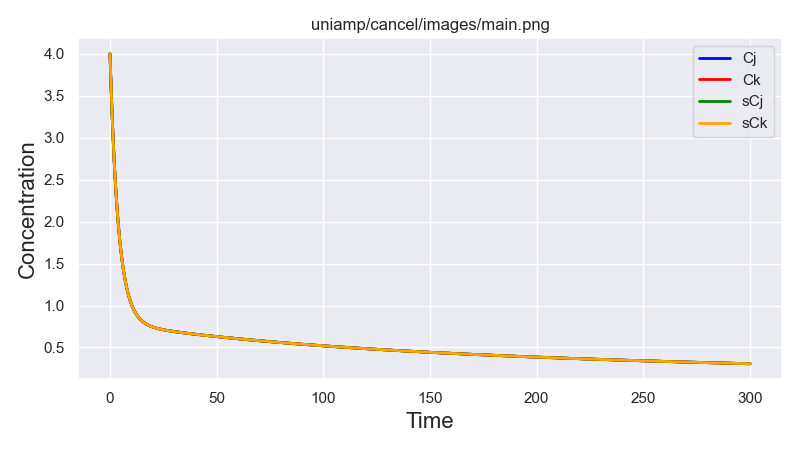 uniamp/cancel/images/main.png
Cj
Ck
sCj
sCk
4.0
3.5
3.0
2.5
2.0
1.5
1.0
0.5
Concentration
0 50 100 150 200 250 300
Time